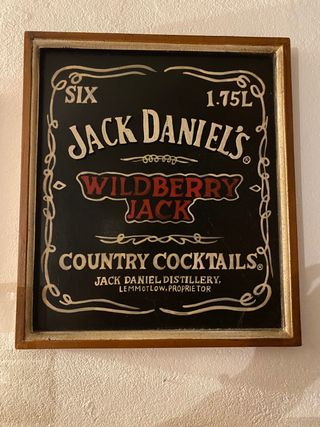 SIX 1.75L
JACK DANIEL'S®
WILDBERRY
JACK
COUNTRY COCKTAILS®
JACK DANIEL DISTILLERY,
LEMMOTLOW, PROPRIETOR